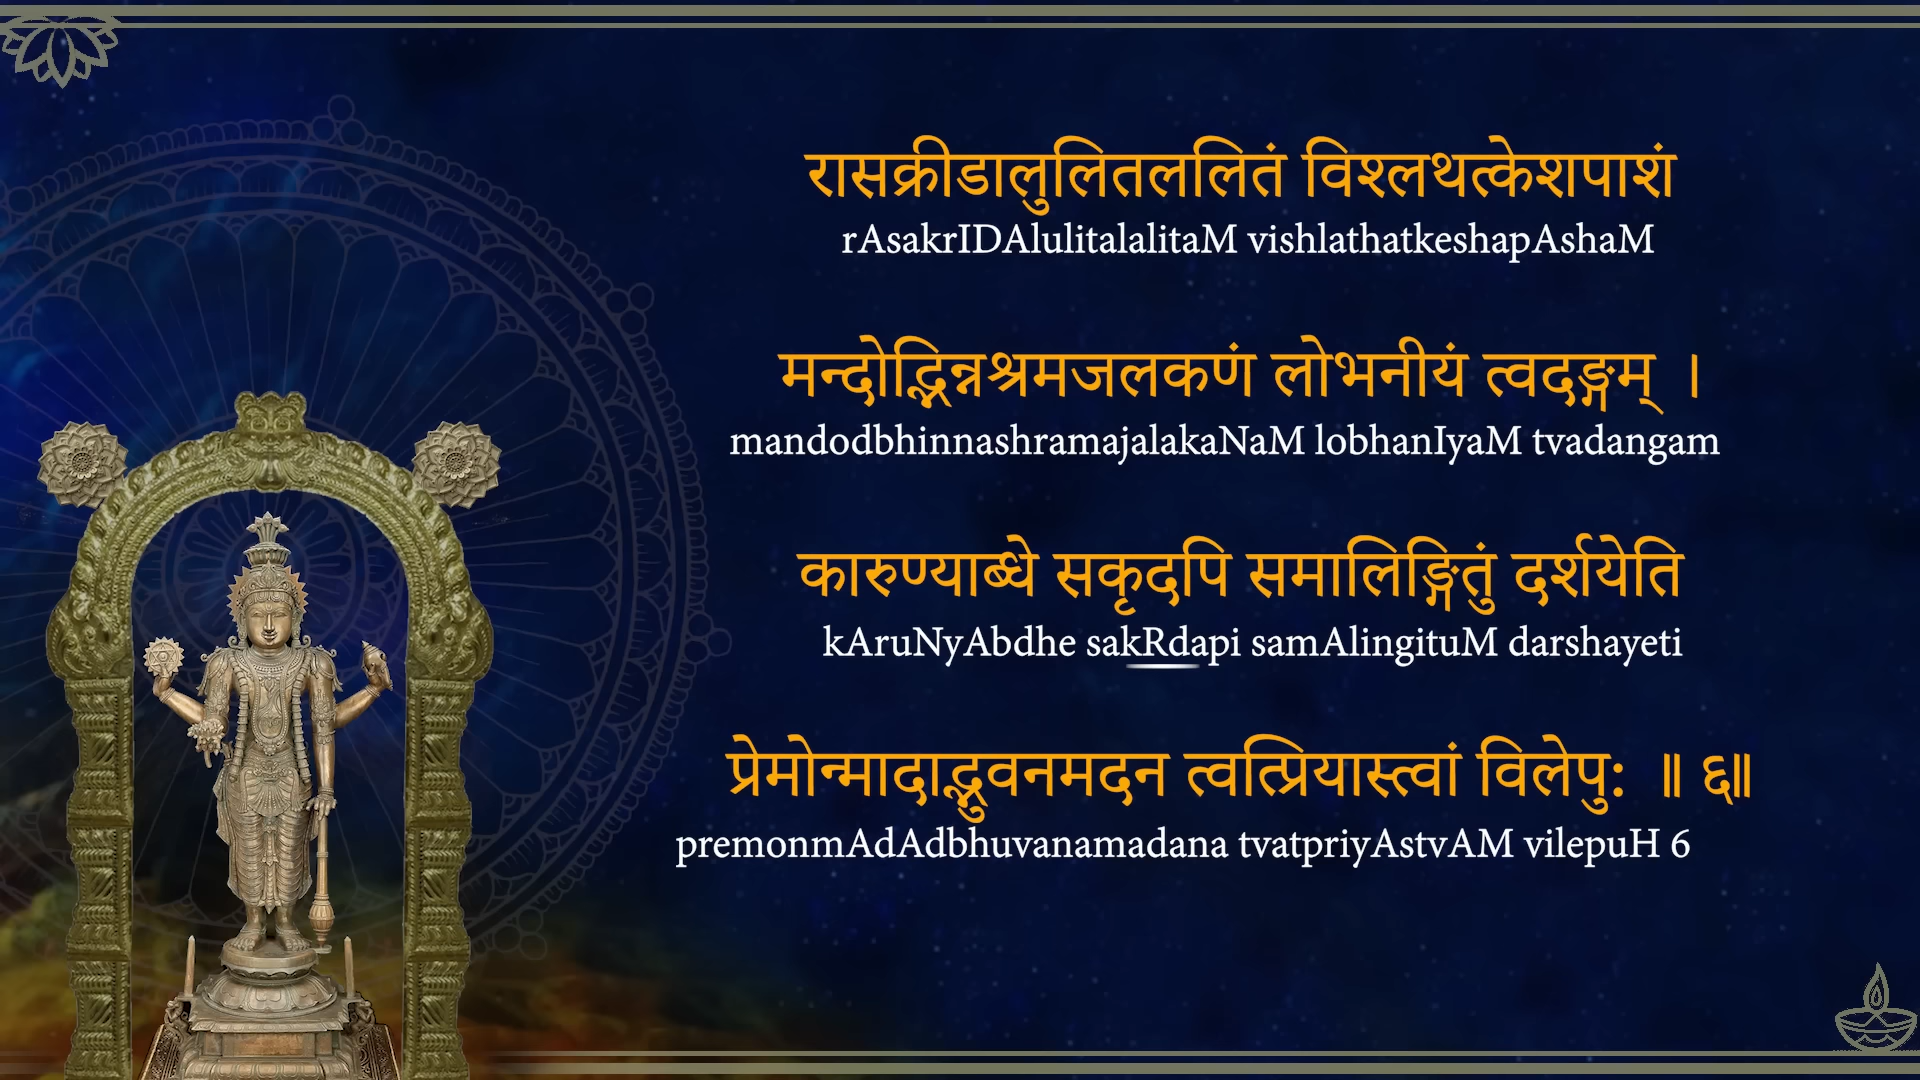 रासक्रीडालुलितललितं विश्लथत्केशपाशं
rAsakrIDAlulitalalitaM vishlathatkeshapAshaM
मन्दोद्भिन्नश्रमजलकणं लोभनीयं त्वदङ्गम् ।
mandodbhinnashramajalakaNaM lobhanIyaM tvadangam
कारुण्याब्धे सकृदपि समालिङ्गितुं दर्शयेति
kAruNyAbdhe sakRdapi samAlingituM darshayeti
प्रेमोन्मादाद्भुवनमदन त्वत्प्रियास्त्वां विलेपुः ॥ ६॥
premonmAdAdbhuvanamadana tvatpriyAstvAM vilepuH 6